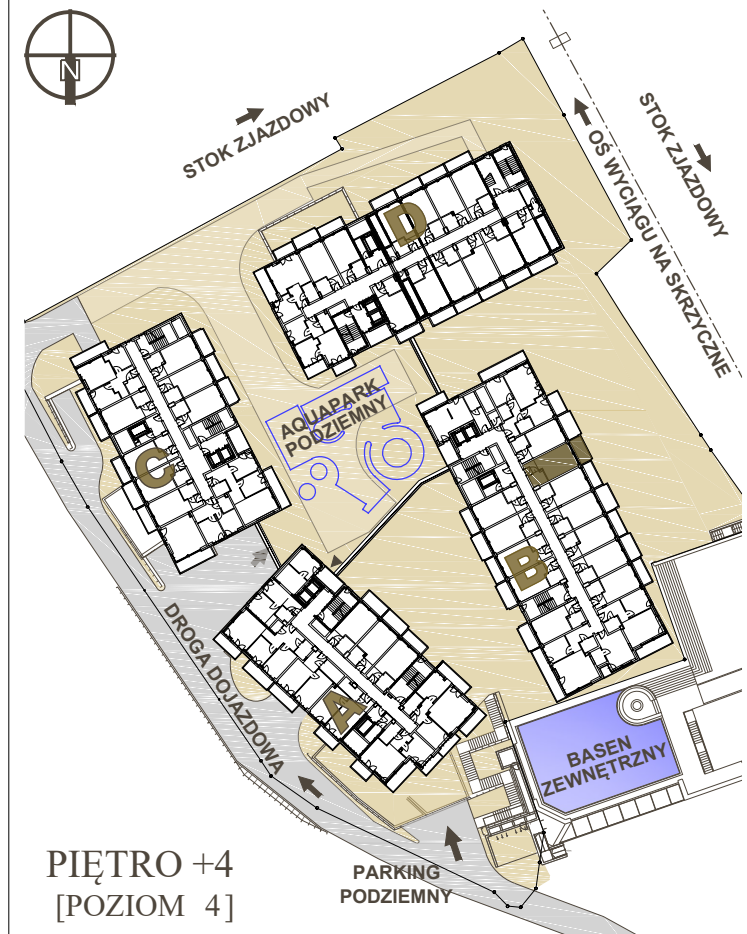 N
STOK ZJAZDOWY
STOK ZJAZDOWY
OŚ WYCIĄGU NA SKRZYCZNE
D
AQUAPARK
PODZIEMNY
C
B
A
DROGA DOJAZDOWA
BASEN
ZEWNĘTRZNY
PARKING
PODZIEMNY
PIĘTRO +4
[POZIOM 4]